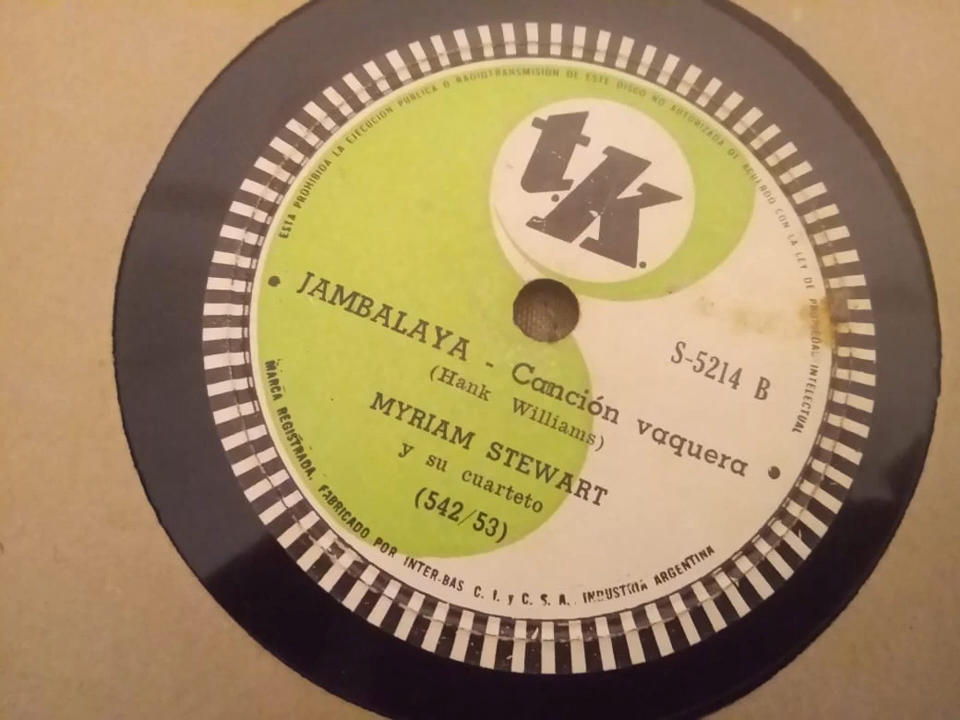 ESTA PROHIBIDA LA EJECUCION PUBLICA O RADIOTRANSMISION DE ESTE DISCO NO AUTORIZADA DE ACUERDO CON LA LEY DE PROPIEDAD INTELECTUAL
t.K.
S-5214 B
JAMBALAYA - Canción vaquera
(Hank Williams)
MYRIAM STEWART
y su cuarteto
(542/53)
MARCA REGISTRADA. FABRICADO POR INTER-BAS C. I. y C. S. A. INDUSTRIA ARGENTINA